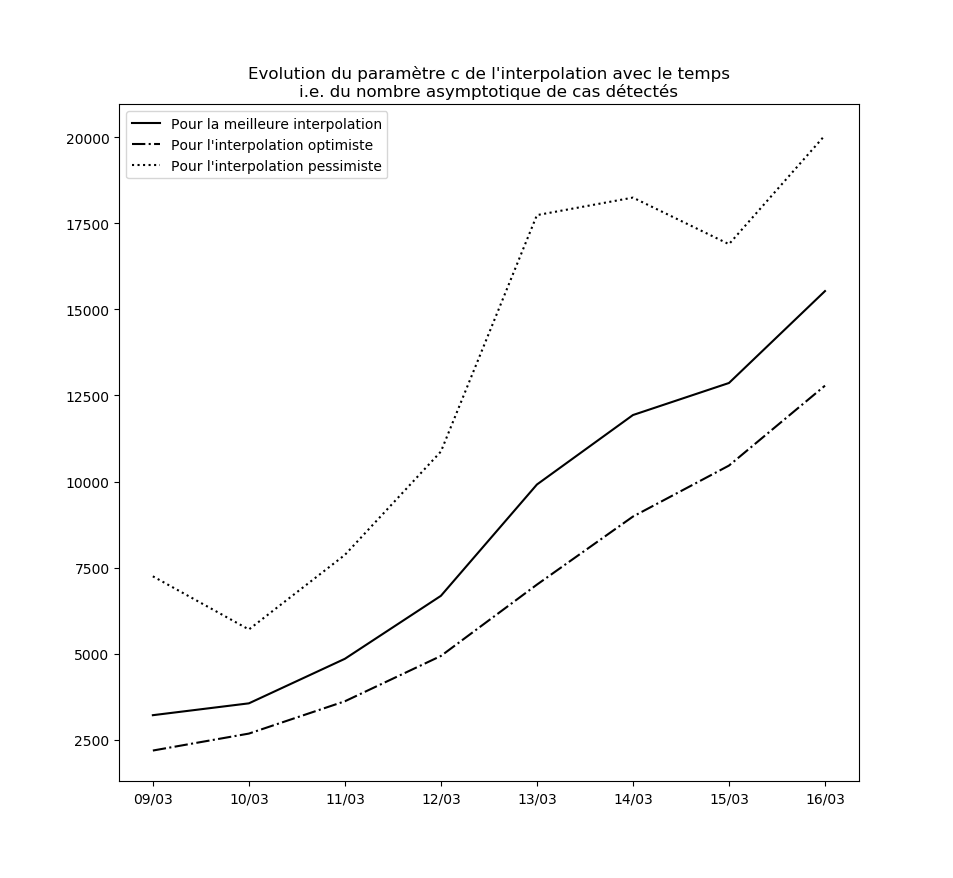 Evolution du paramètre c de l'interpolation avec le temps
i.e. du nombre asymptotique de cas détectés
Pour la meilleure interpolation
Pour l'interpolation optimiste
Pour l'interpolation pessimiste
20000
17500
15000
12500
10000
7500
5000
2500
09/03 10/03 11/03 12/03 13/03 14/03 15/03 16/03